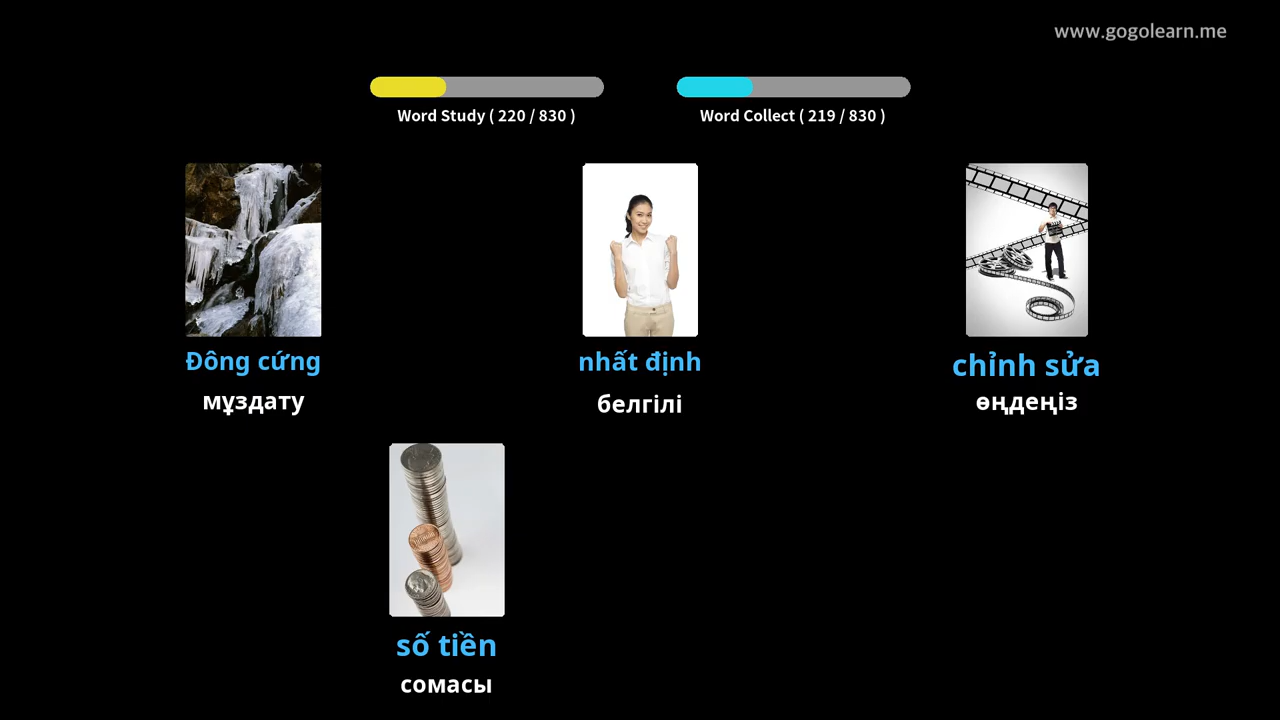 www.gogolearn.me
Word Study ( 220 / 830 )
Word Collect ( 219 / 830 )
Đông cứng
мұздату
nhất định
белгілі
chỉnh sửa
өңдеңіз
số tiền
сомасы